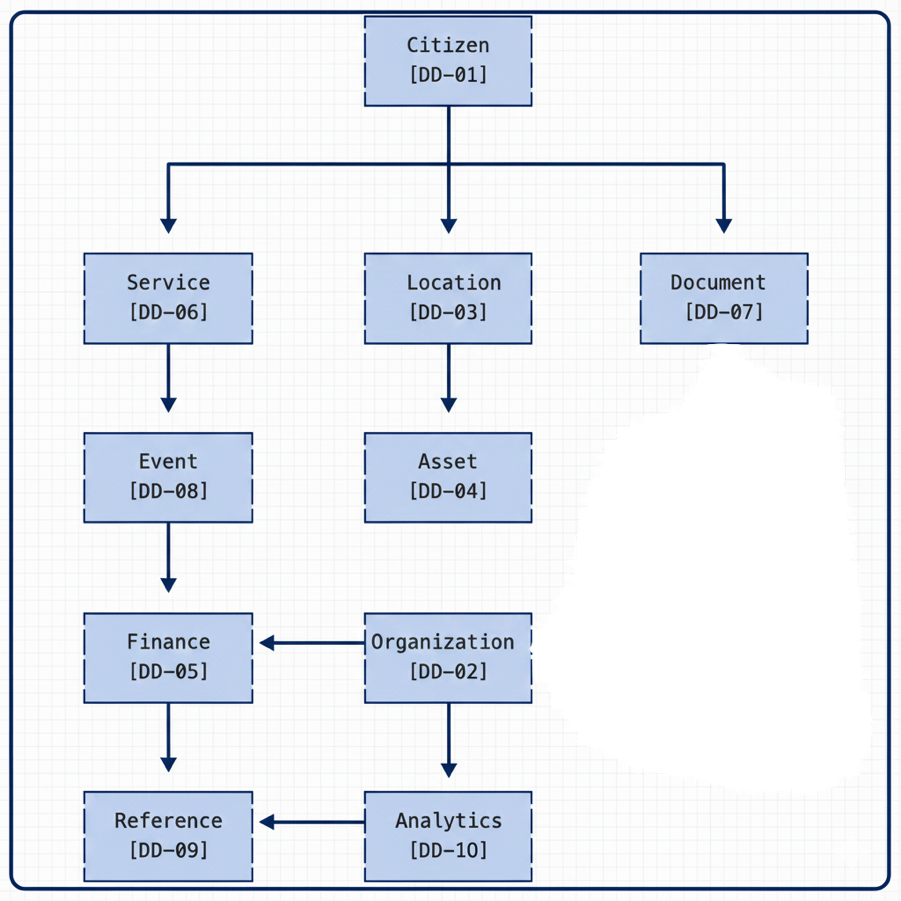 Citizen
[DD-01]
Service
[DD-06]
Location
[DD-03]
Document
[DD-07]
Event
[DD-08]
Asset
[DD-04]
Finance
[DD-05]
Organization
[DD-02]
Reference
[DD-09]
Analytics
[DD-10]